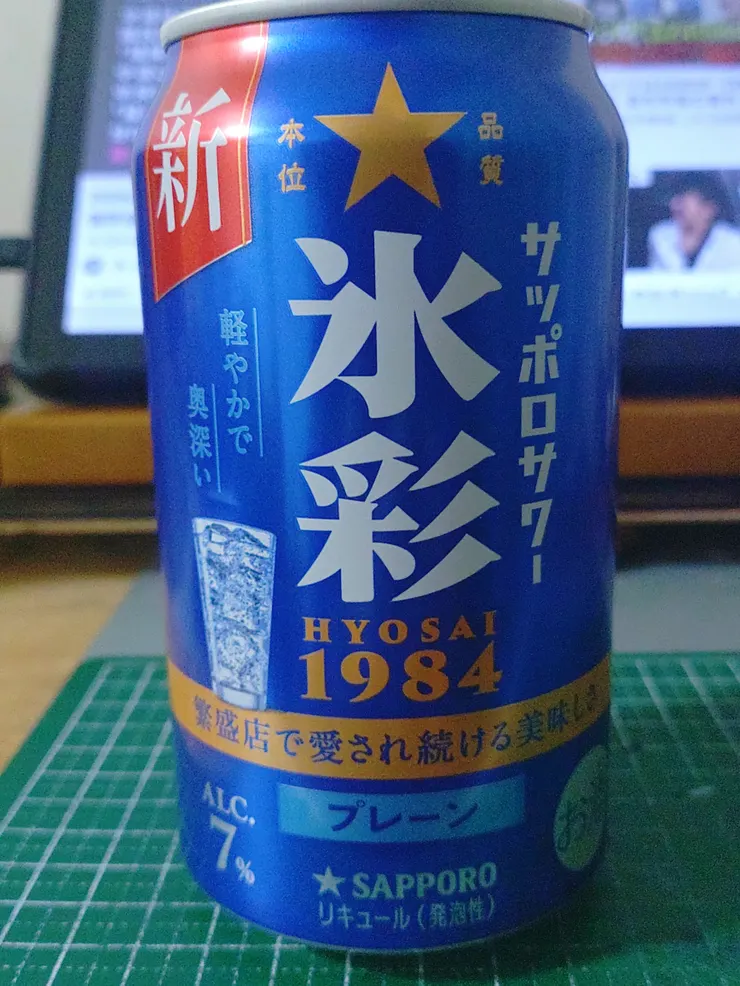 新
品質
本位
サッポロサワー
氷彩
HYOSAI
1984
軽やかで
奥深い
繁盛店で愛され続ける美味しさ
ALC.
7%
プレーン
お
★SAPPORO
リキュール(発泡性)